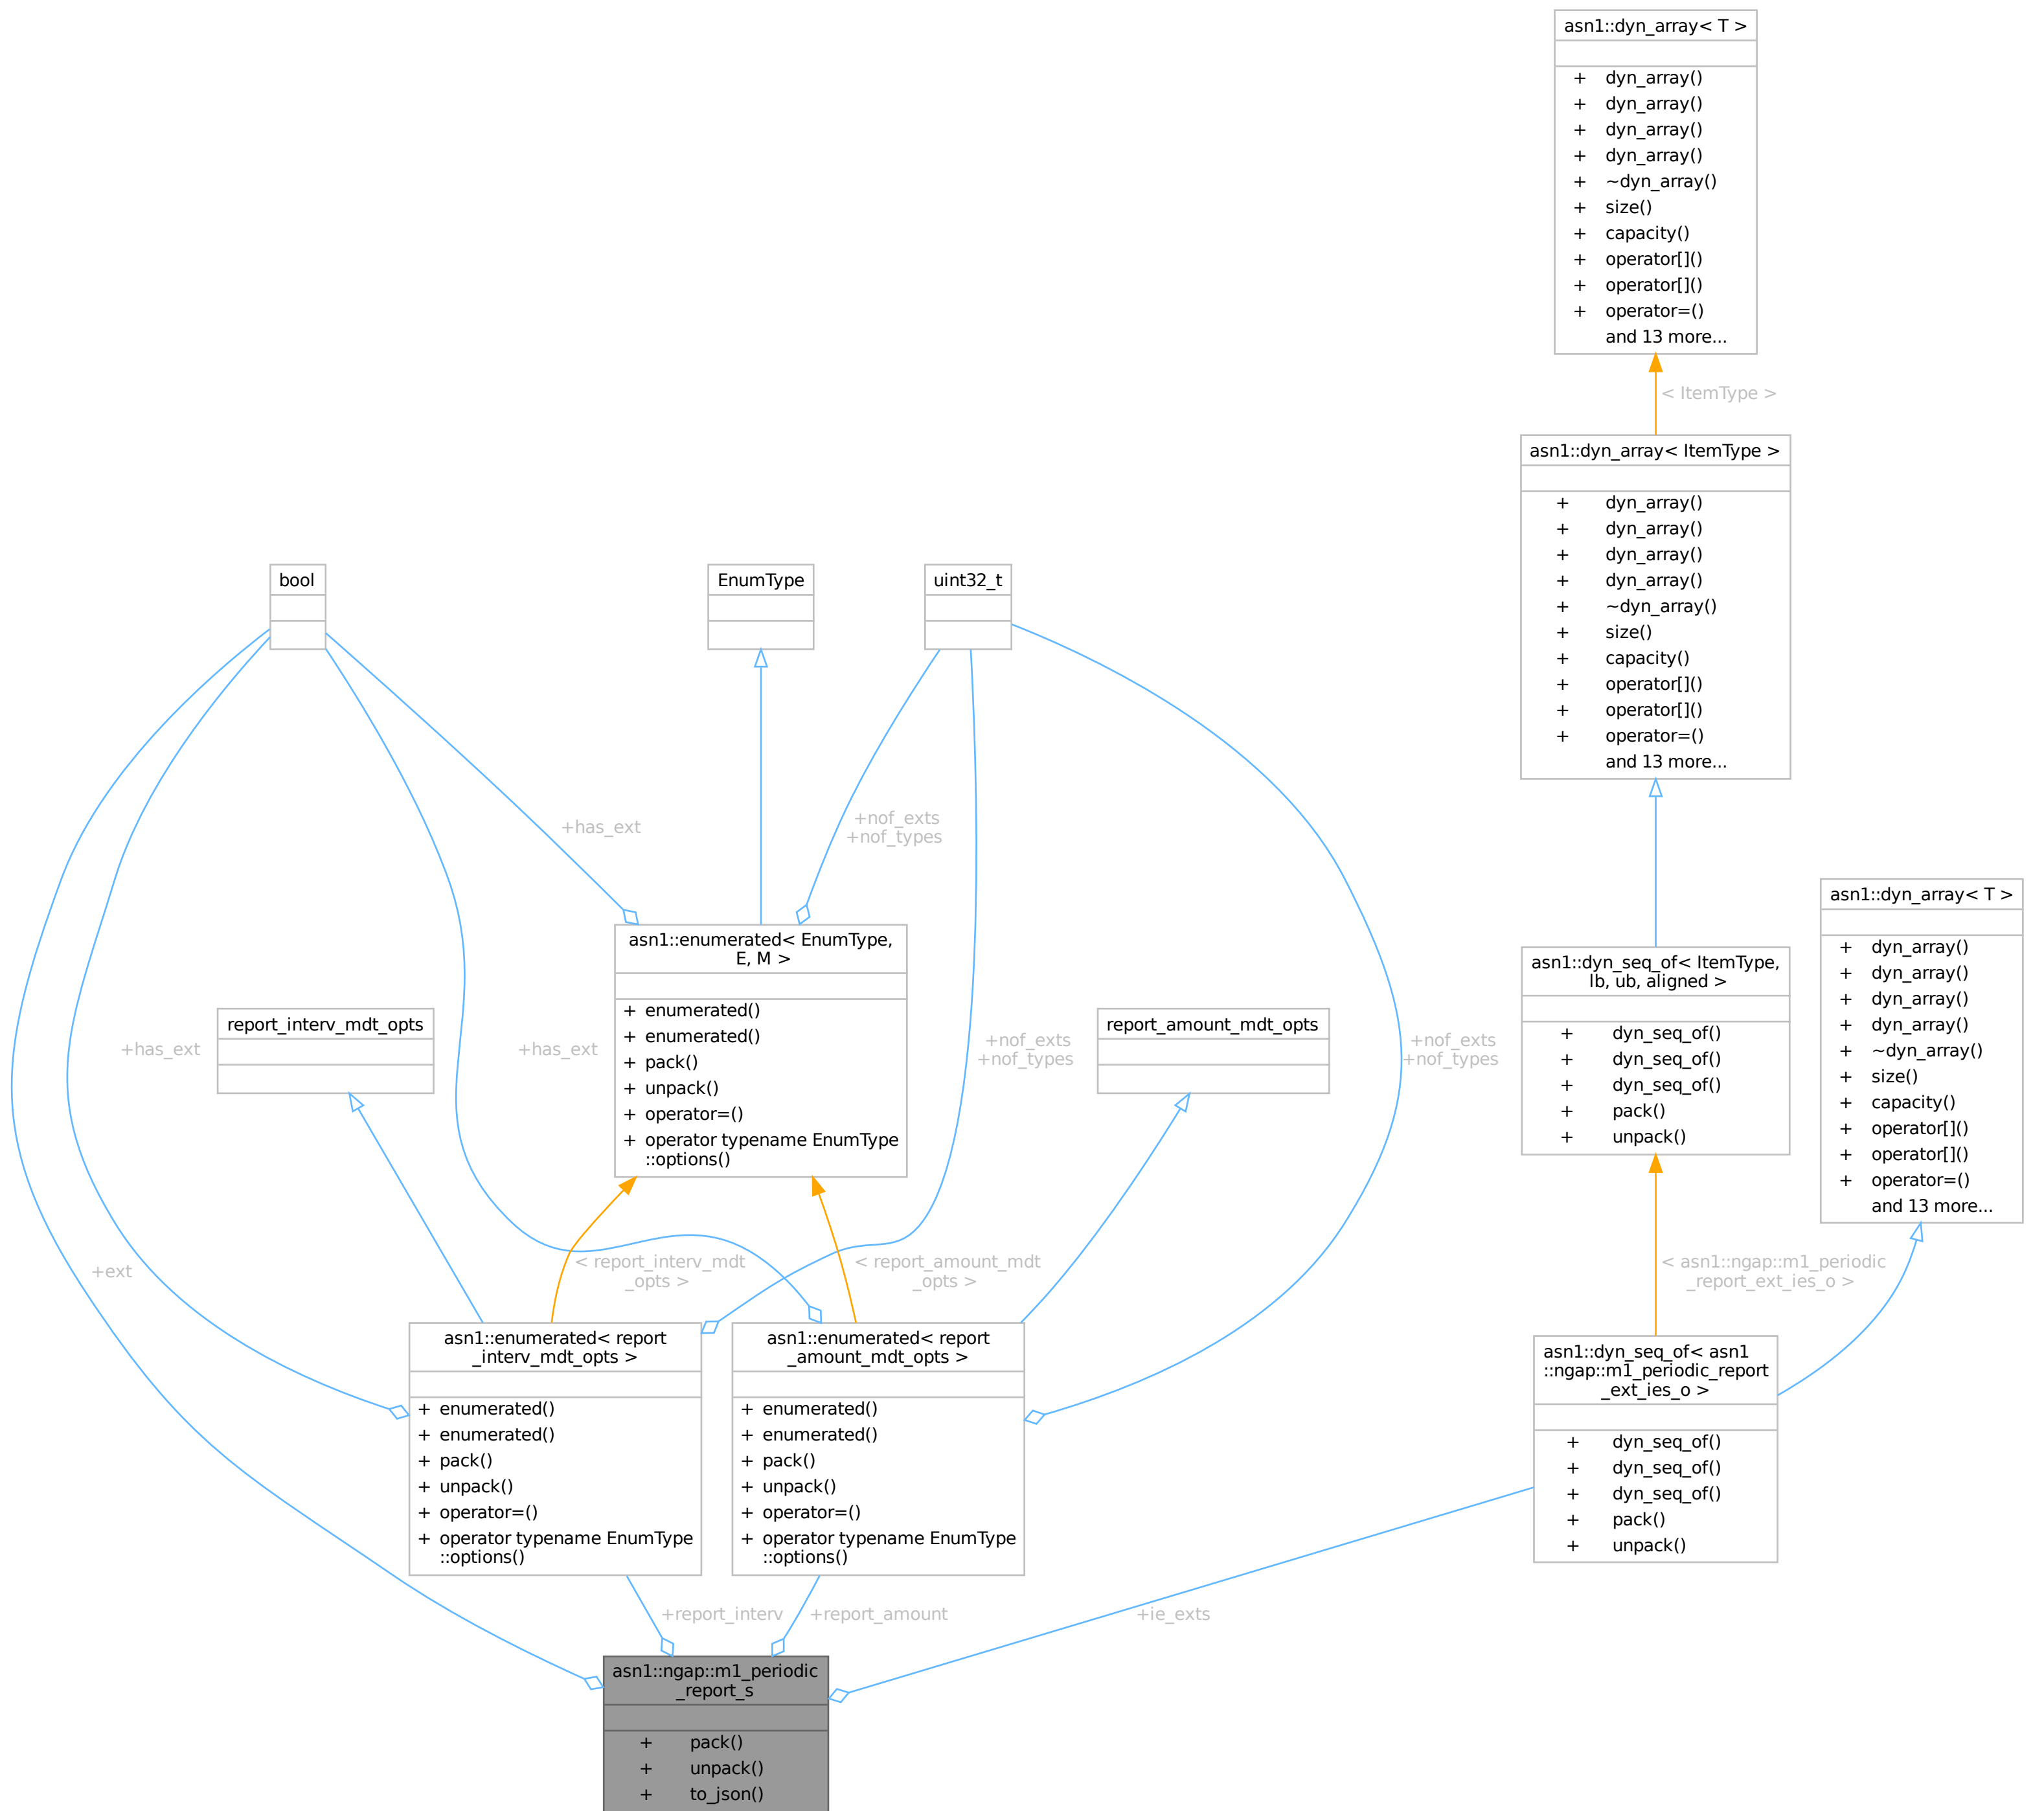 asn1::dyn_array< T >
+ dyn_array()
+ dyn_array()
+ dyn_array()
+ dyn_array()
+ ~dyn_array()
+ size()
+ capacity()
+ operator[]()
+ operator[]()
+ operator=()
and 13 more...
< ItemType >
asn1::dyn_array< ItemType >
+ dyn_array()
+ dyn_array()
+ dyn_array()
+ dyn_array()
+ ~dyn_array()
+ size()
+ capacity()
+ operator[]()
+ operator[]()
+ operator=()
and 13 more...
bool
EnumType
uint32_t
+has_ext
+nof_exts
+nof_types
asn1::dyn_array< T >
+ dyn_array()
+ dyn_array()
+ dyn_array()
+ dyn_array()
+ ~dyn_array()
+ size()
+ capacity()
+ operator[]()
+ operator[]()
+ operator=()
and 13 more...
asn1::enumerated< EnumType,
E, M >
+ enumerated()
+ enumerated()
+ pack()
+ unpack()
+ operator=()
+ operator typename EnumType
::options()
asn1::dyn_seq_of< ItemType,
lb, ub, aligned >
+ dyn_seq_of()
+ dyn_seq_of()
+ dyn_seq_of()
+ pack()
+ unpack()
report_interv_mdt_opts
report_amount_mdt_opts
+has_ext
+has_ext
+nof_exts
+nof_types
+nof_exts
+nof_types
+ext
< report_interv_mdt
_opts >
< report_amount_mdt
_opts >
< asn1::ngap::m1_periodic
_report_ext_ies_o >
asn1::enumerated< report
_interv_mdt_opts >
+ enumerated()
+ enumerated()
+ pack()
+ unpack()
+ operator=()
+ operator typename EnumType
::options()
asn1::enumerated< report
_amount_mdt_opts >
+ enumerated()
+ enumerated()
+ pack()
+ unpack()
+ operator=()
+ operator typename EnumType
::options()
asn1::dyn_seq_of< asn1
::ngap::m1_periodic_report
_ext_ies_o >
+ dyn_seq_of()
+ dyn_seq_of()
+ dyn_seq_of()
+ pack()
+ unpack()
+report_interv
+report_amount
+ie_exts
asn1::ngap::m1_periodic
_report_s
+ pack()
+ unpack()
+ to_json()